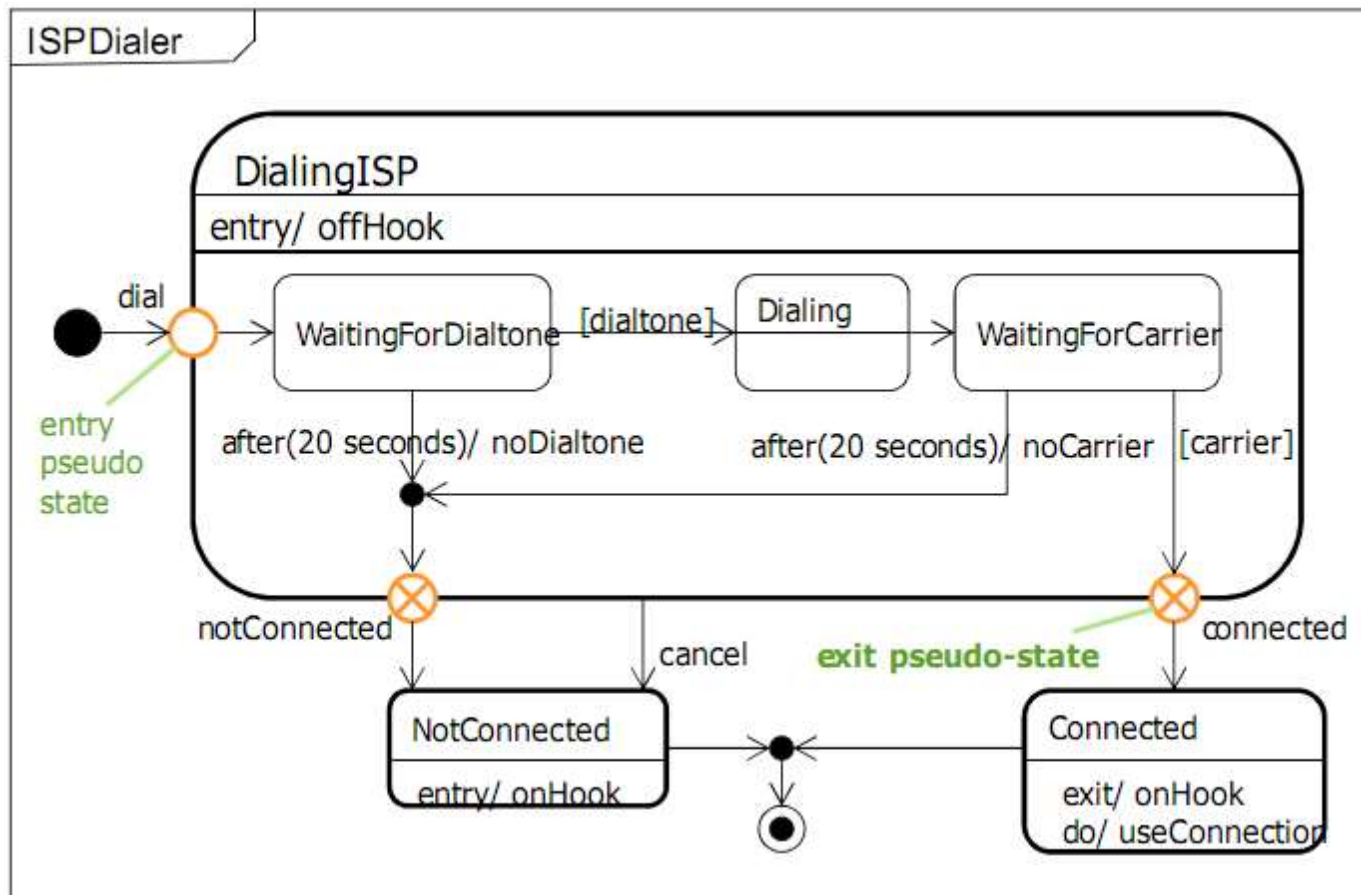 ISPDialer
DialingISP
entry/ offHook
dial
WaitingForDialtone
[dialtone]
Dialing
WaitingForCarrier
entry
pseudo
state
after(20 seconds)/ noDialtone
after(20 seconds)/ noCarrier
[carrier]
notConnected
cancel
exit pseudo-state
connected
NotConnected
entry/ onHook
Connected
exit/ onHook
do/ useConnection